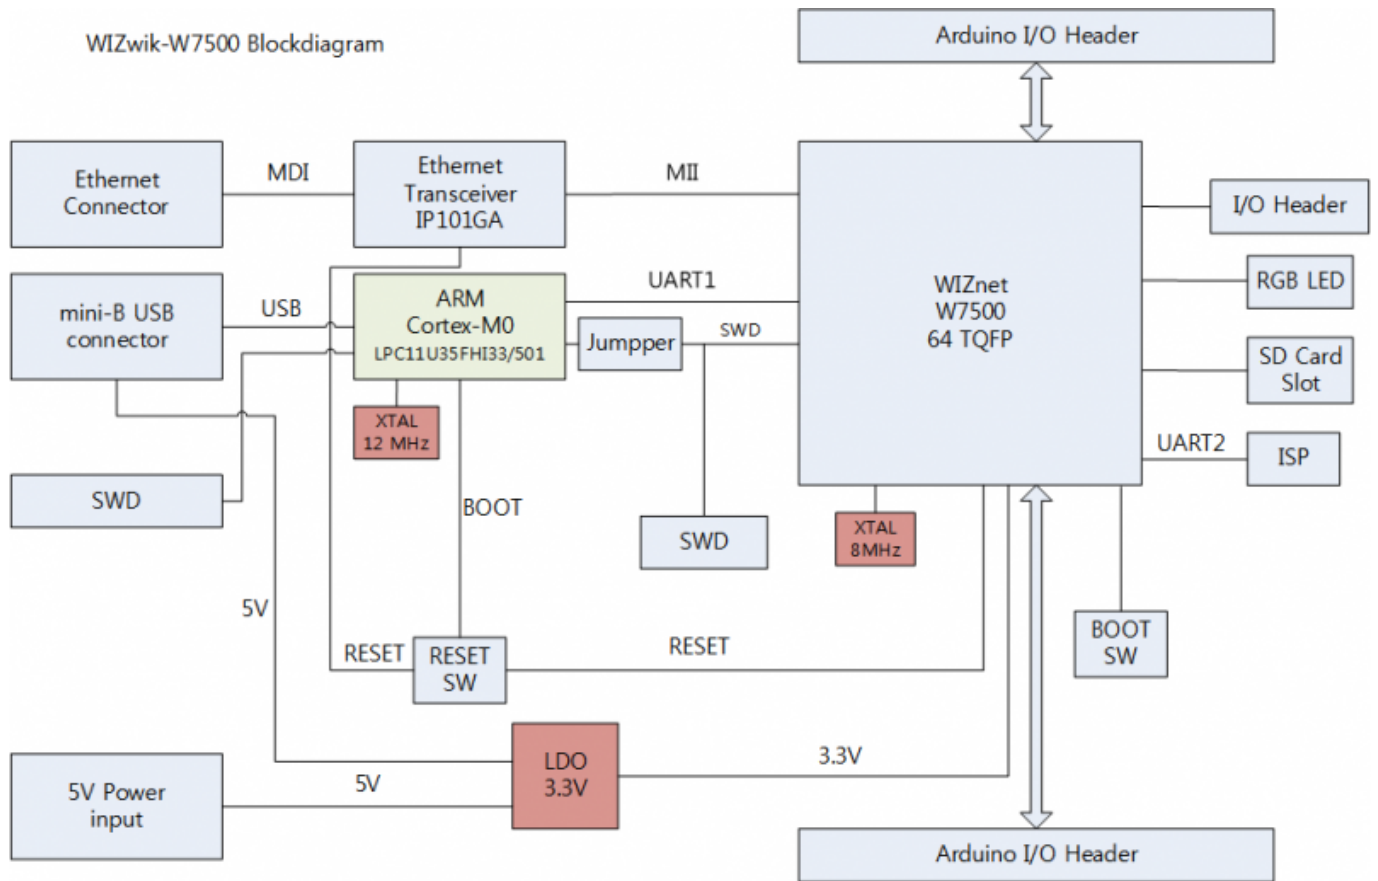 WIZwik-W7500 Blockdiagram
Arduino I/O Header
Ethernet
Connector
MDI
Ethernet
Transceiver
IP101GA
MII
I/O Header
WIZnet
W7500
64 TQFP
RGB LED
mini-B USB
connector
USB
ARM
Cortex-M0
LPC11U35FHI33/501
UART1
Jumpper
SWD
SD Card
Slot
XTAL
12 MHz
UART2
ISP
SWD
BOOT
SWD
XTAL
8MHz
5V
RESET
RESET
SW
RESET
BOOT
SW
LDO
3.3V
3.3V
5V Power
input
5V
Arduino I/O Header